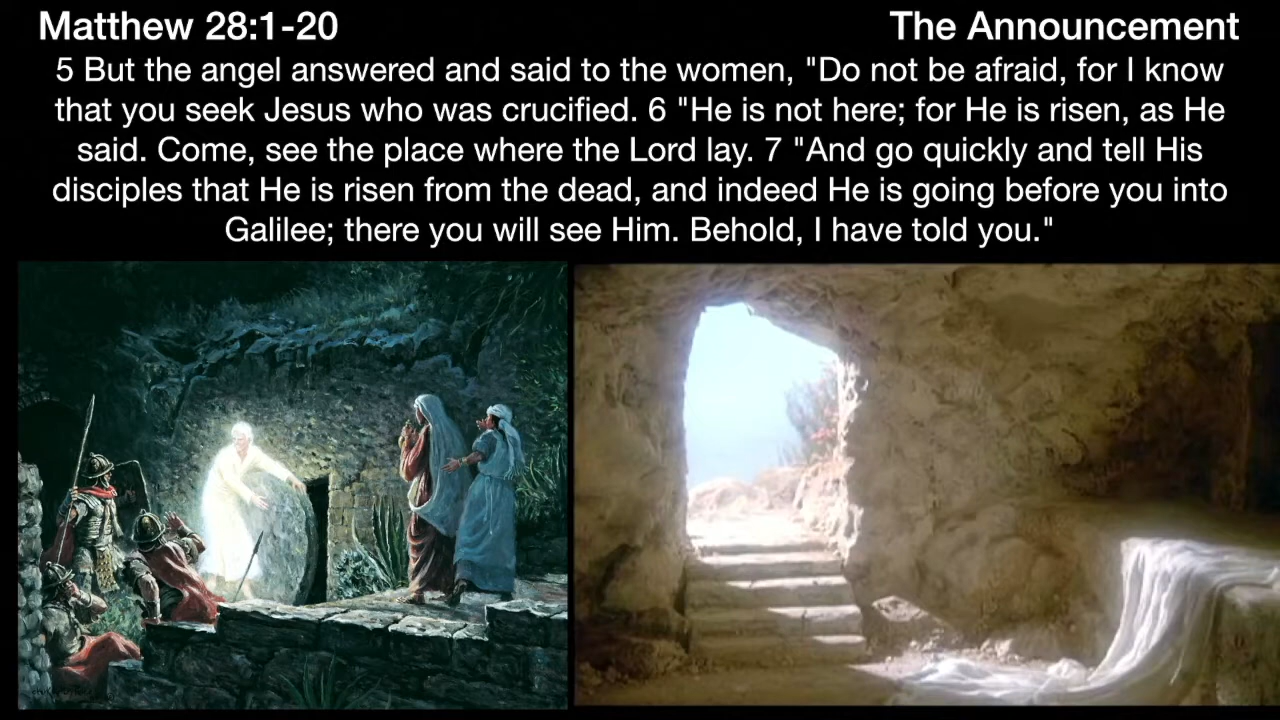 Matthew 28:1-20
The Announcement
5 But the angel answered and said to the women, "Do not be afraid, for I know
that you seek Jesus who was crucified. 6 "He is not here; for He is risen, as He
said. Come, see the place where the Lord lay. 7 "And go quickly and tell His
disciples that He is risen from the dead, and indeed He is going before you into
Galilee; there you will see Him. Behold, I have told you."